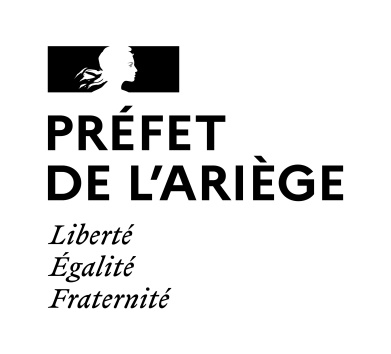 PRÉFET
DE L'ARIÈGE
Liberté
Égalité
Fraternité